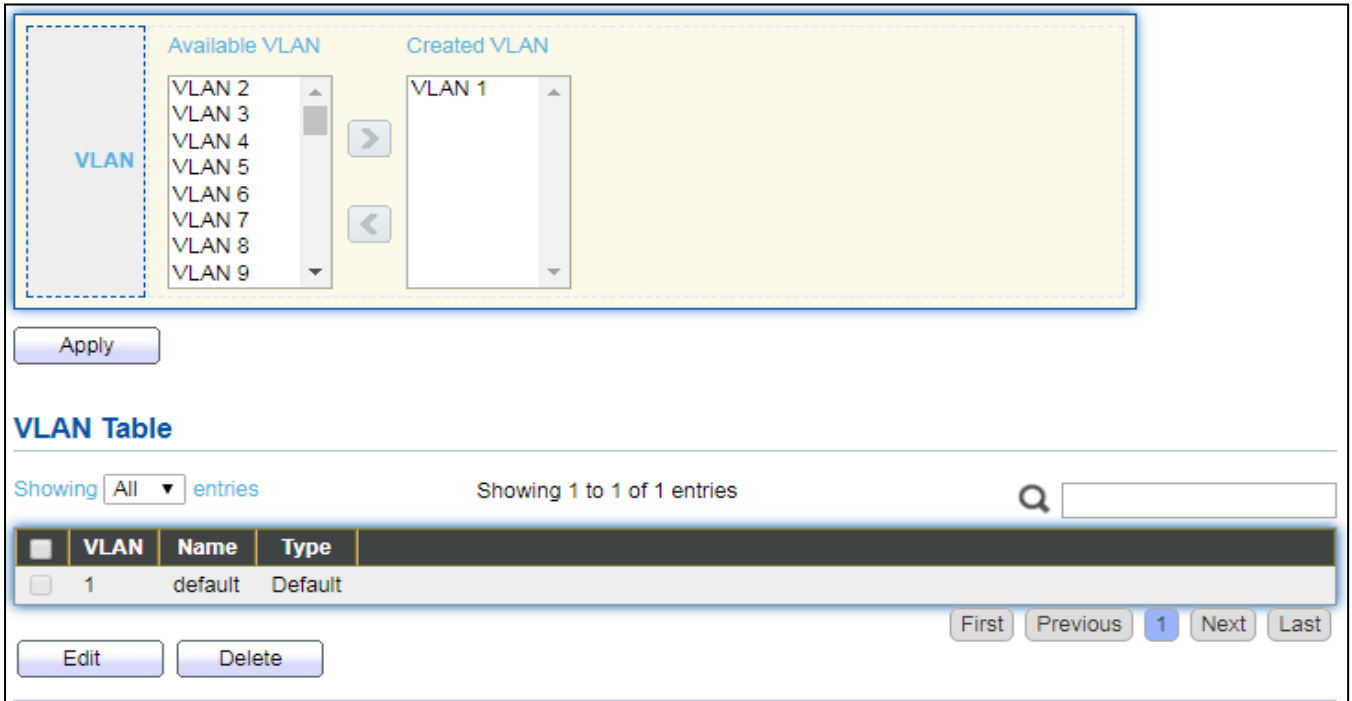 Available VLAN
Created VLAN
VLAN
VLAN 2
VLAN 3
VLAN 4
VLAN 5
VLAN 6
VLAN 7
VLAN 8
VLAN 9
VLAN 1
Apply
VLAN Table
Showing All entries
Showing 1 to 1 of 1 entries
VLAN Name Type
1 default Default
First Previous 1 Next Last
Edit Delete